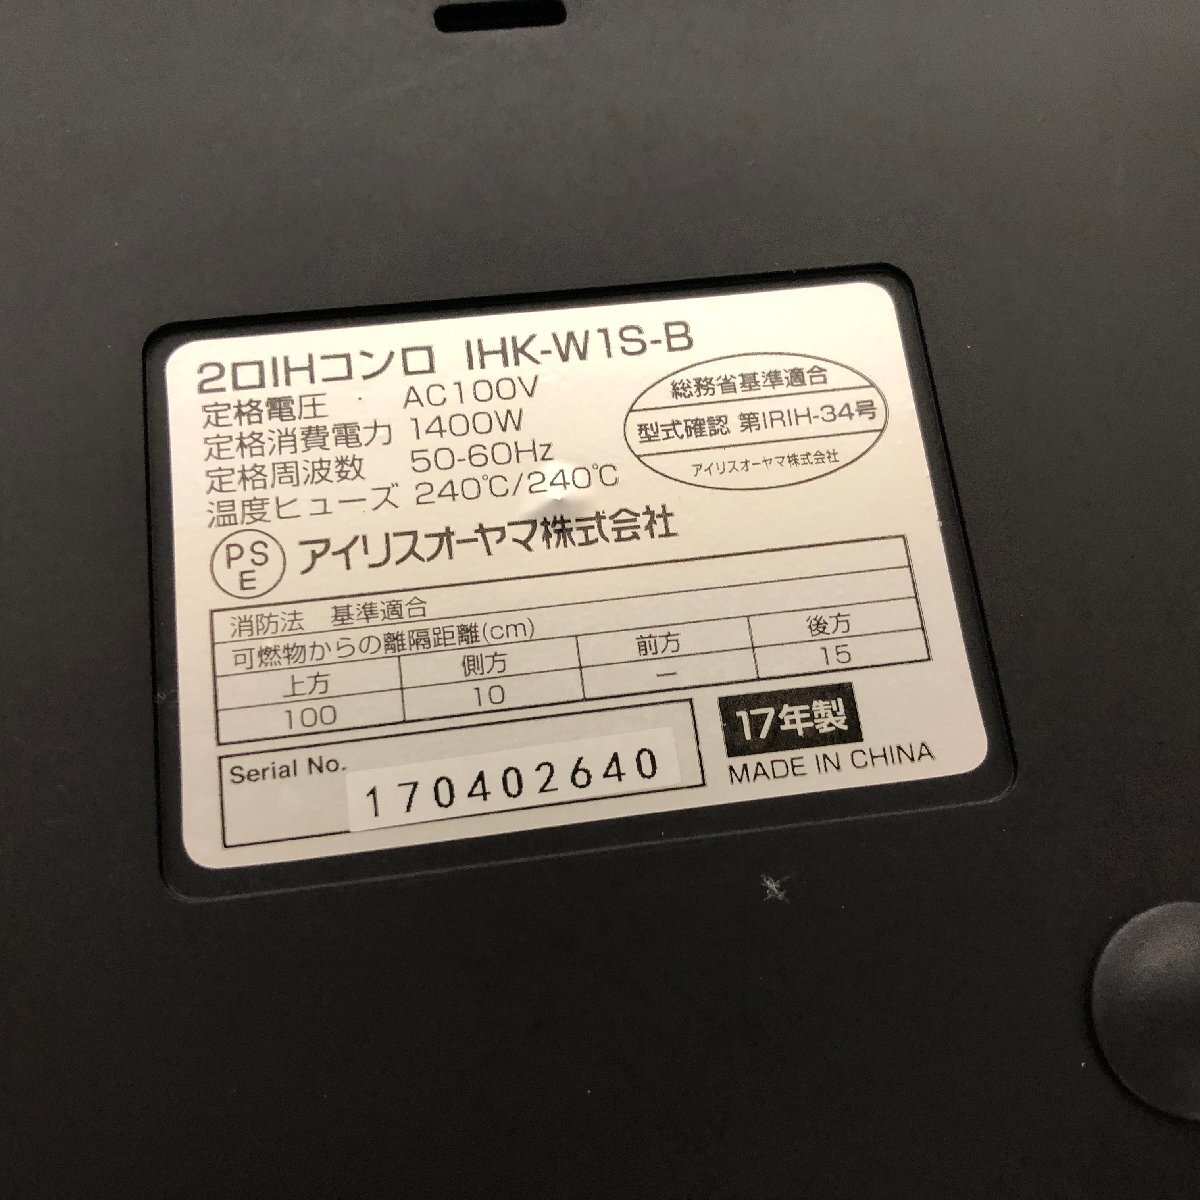 2口IHコンロ IHK-W1S-B
定格電圧 AC100V
定格消費電力 1400W
定格周波数 50-60Hz
温度ヒューズ 240℃/240℃
総務省基準適合
型式確認 第IRIH-34号
アイリスオーヤマ株式会社
PS
E
アイリスオーヤマ株式会社
消防法 基準適合
可燃物からの離隔距離(cm)
上方 側方 前方 後方
100 10 ー 15
Serial No. 170402640
17年製
MADE IN CHINA